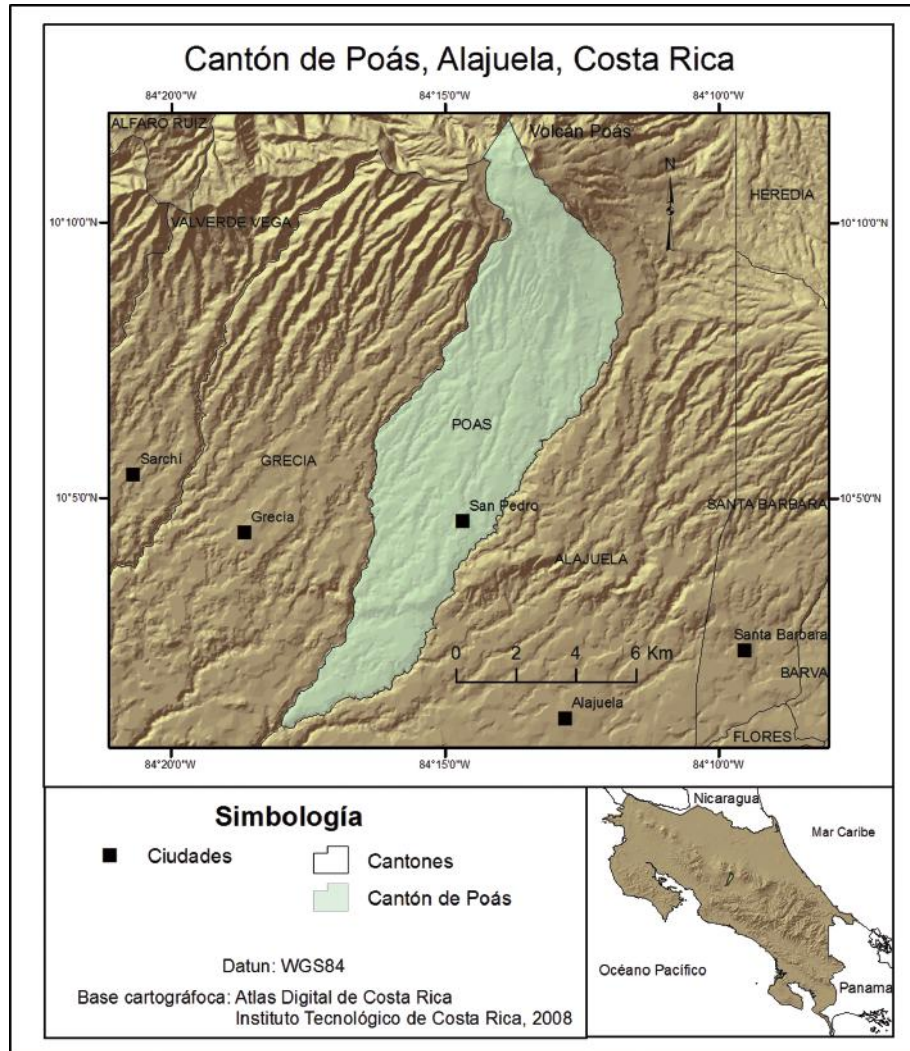 Cantón de Poás, Alajuela, Costa Rica
84°20'0"W 84°15'0"W 84°10'0"W
ALFARO RUIZ
Volcán Poás
N
HEREDIA
10°10'0"N
VALVERDE VEGA
10°10'0"N
POAS
Sarchí
GRECIA
10°5'0"N
Grecia
San Pedro
SANTA BARBARA
10°5'0"N
ALAJUELA
Santa Barbara
0 2 4 6 Km
BARVA
Alajuela
FLORES
84°20'0"W 84°15'0"W 84°10'0"W
Simbología
Ciudades
Cantones
Cantón de Poás
Datun: WGS84
Base cartográfoca: Atlas Digital de Costa Rica
Instituto Tecnológico de Costa Rica, 2008
Nicaragua
Mar Caribe
Océano Pacífico
Panama